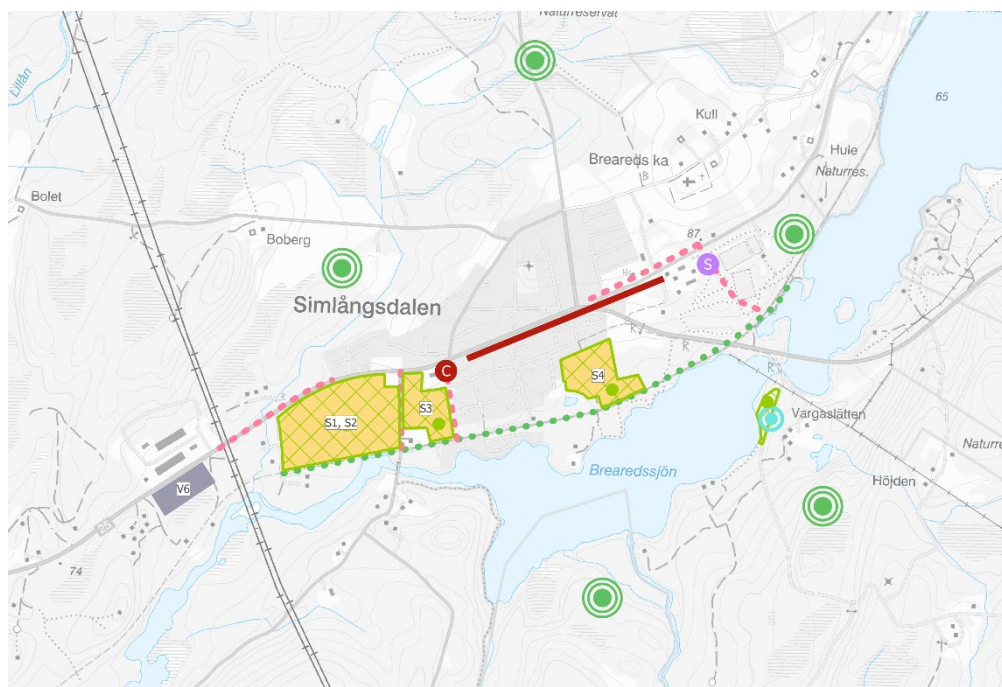 Naturreservat
Lillån
65
Kull
Breareds ka
Hule
Naturres.
Bolet
Boberg
87
S
Simlångsdalen
C
S4
S3
S1, S2
Vargaslätten
V6
Brearedssjön
Naturre
Höjden
25
74